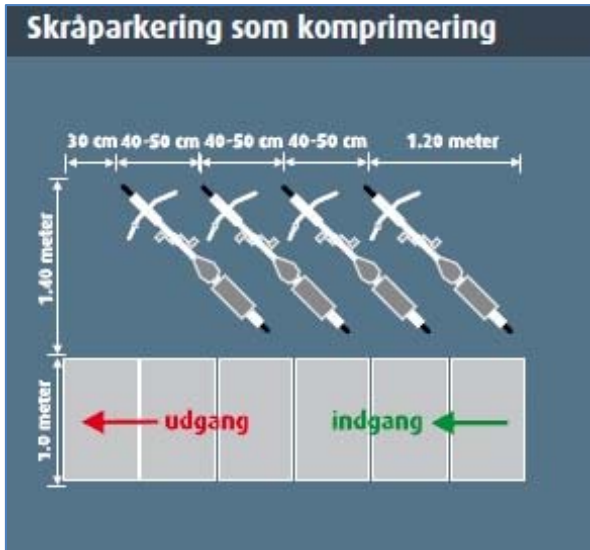 Skråparkering som komprimering
30 cm 40-50 cm 40-50 cm 40-50 cm 1.20 meter
1.40 meter
1.0 meter
udgang indgang